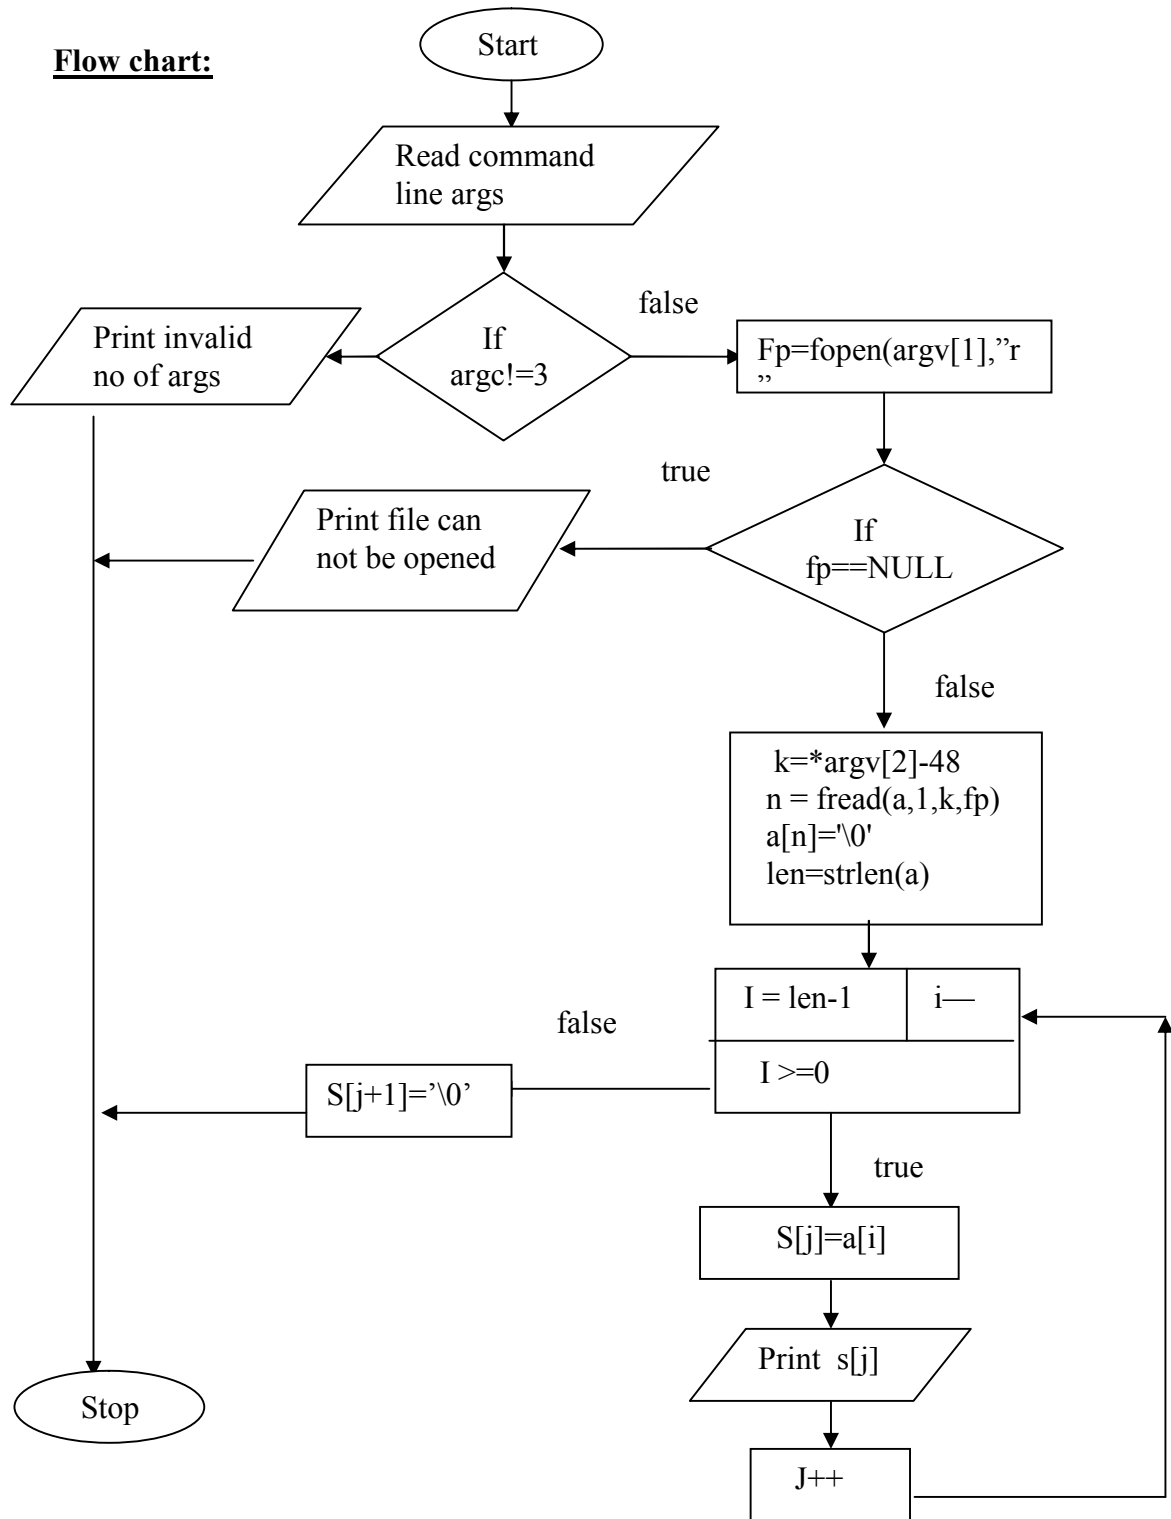 Flow chart:
Start
Read command
line args
If
argc!=3
false
Print invalid
no of args
Fp=fopen(argv[1],”r
”
true
Print file can
not be opened
If
fp==NULL
false
k=*argv[2]-48
n = fread(a,1,k,fp)
a[n]='\0'
len=strlen(a)
I = len-1
i—
I >=0
false
S[j+1]=’\0’
true
S[j]=a[i]
Print s[j]
J++
Stop